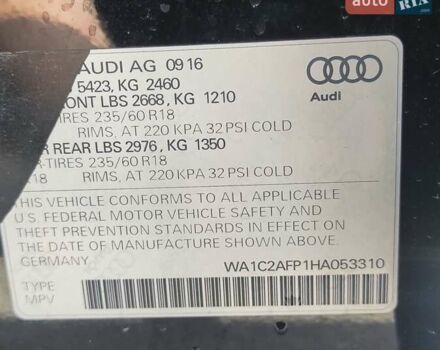 auto RIA.com
AUDI AG 09 16
5423, KG 2460
Audi
RONT LBS 2668, KG 1210
TIRES 235/60 R18
RIMS, AT 220 KPA 32 PSI COLD
R REAR LBS 2976, KG 1350
TIRES 235/60 R18
18 RIMS, AT 220 KPA 32 PSI COLD
THIS VEHICLE CONFORMS TO ALL APPLICABLE
U.S. FEDERAL MOTOR VEHICLE SAFETY AND
THEFT PREVENTION STANDARDS IN EFFECT ON
THE DATE OF MANUFACTURE SHOWN ABOVE.
GERMANY
WA1C2AFP1HA053310
TYPE
MPV